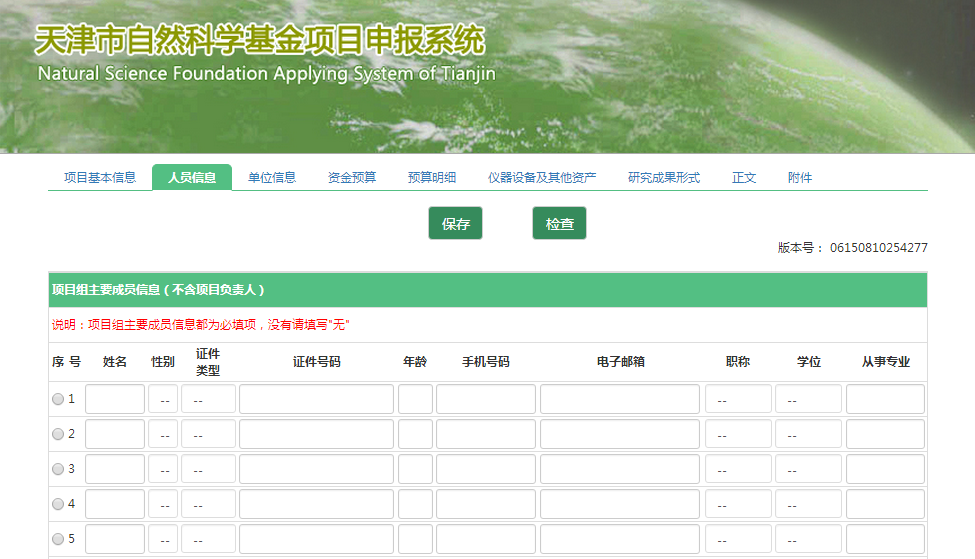 天津市自然科学基金项目申报系统
Natural Science Foundation Applying System of Tianjin
项目基本信息 人员信息 单位信息 资金预算 预算明细 仪器设备及其他资产 研究成果形式 正文 附件
保存 检查
版本号： 06150810254277
项目组主要成员信息（不含项目负责人）
说明：项目组主要成员信息都为必填项，没有请填写"无"
序 号 姓名 性别 证件类型 证件号码 年龄 手机号码 电子邮箱 职称 学位 从事专业
1 -- -- -- --
2 -- -- -- --
3 -- -- -- --
4 -- -- -- --
5 -- -- -- --